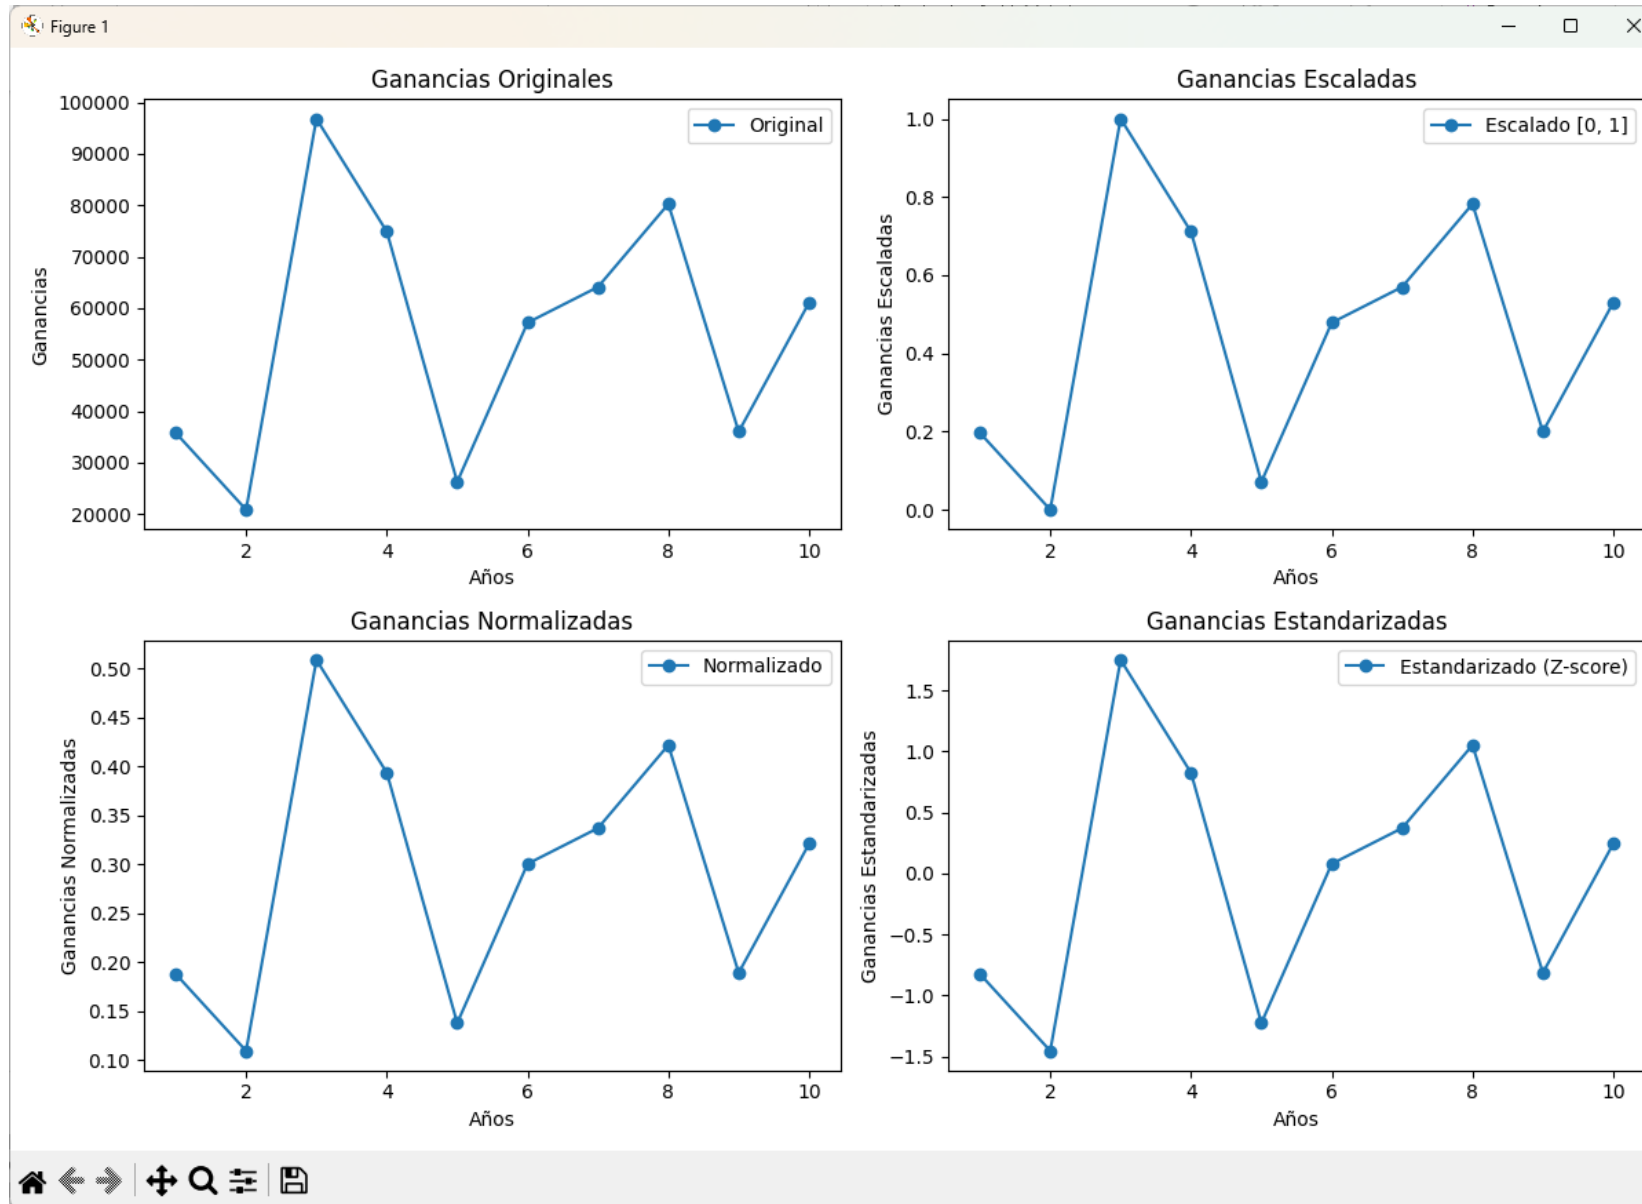 Figure 1
Ganancias Originales
100000
90000
80000
70000
60000
50000
40000
30000
20000
Ganancias
Original
2 4 6 8 10
Años
Ganancias Escaladas
1.0
0.8
0.6
0.4
0.2
0.0
Ganancias Escaladas
Escalado [0, 1]
2 4 6 8 10
Años
Ganancias Normalizadas
0.50
0.45
0.40
0.35
0.30
0.25
0.20
0.15
0.10
Ganancias Normalizadas
Normalizado
2 4 6 8 10
Años
Ganancias Estandarizadas
1.5
1.0
0.5
0.0
−0.5
−1.0
−1.5
Ganancias Estandarizadas
Estandarizado (Z-score)
2 4 6 8 10
Años